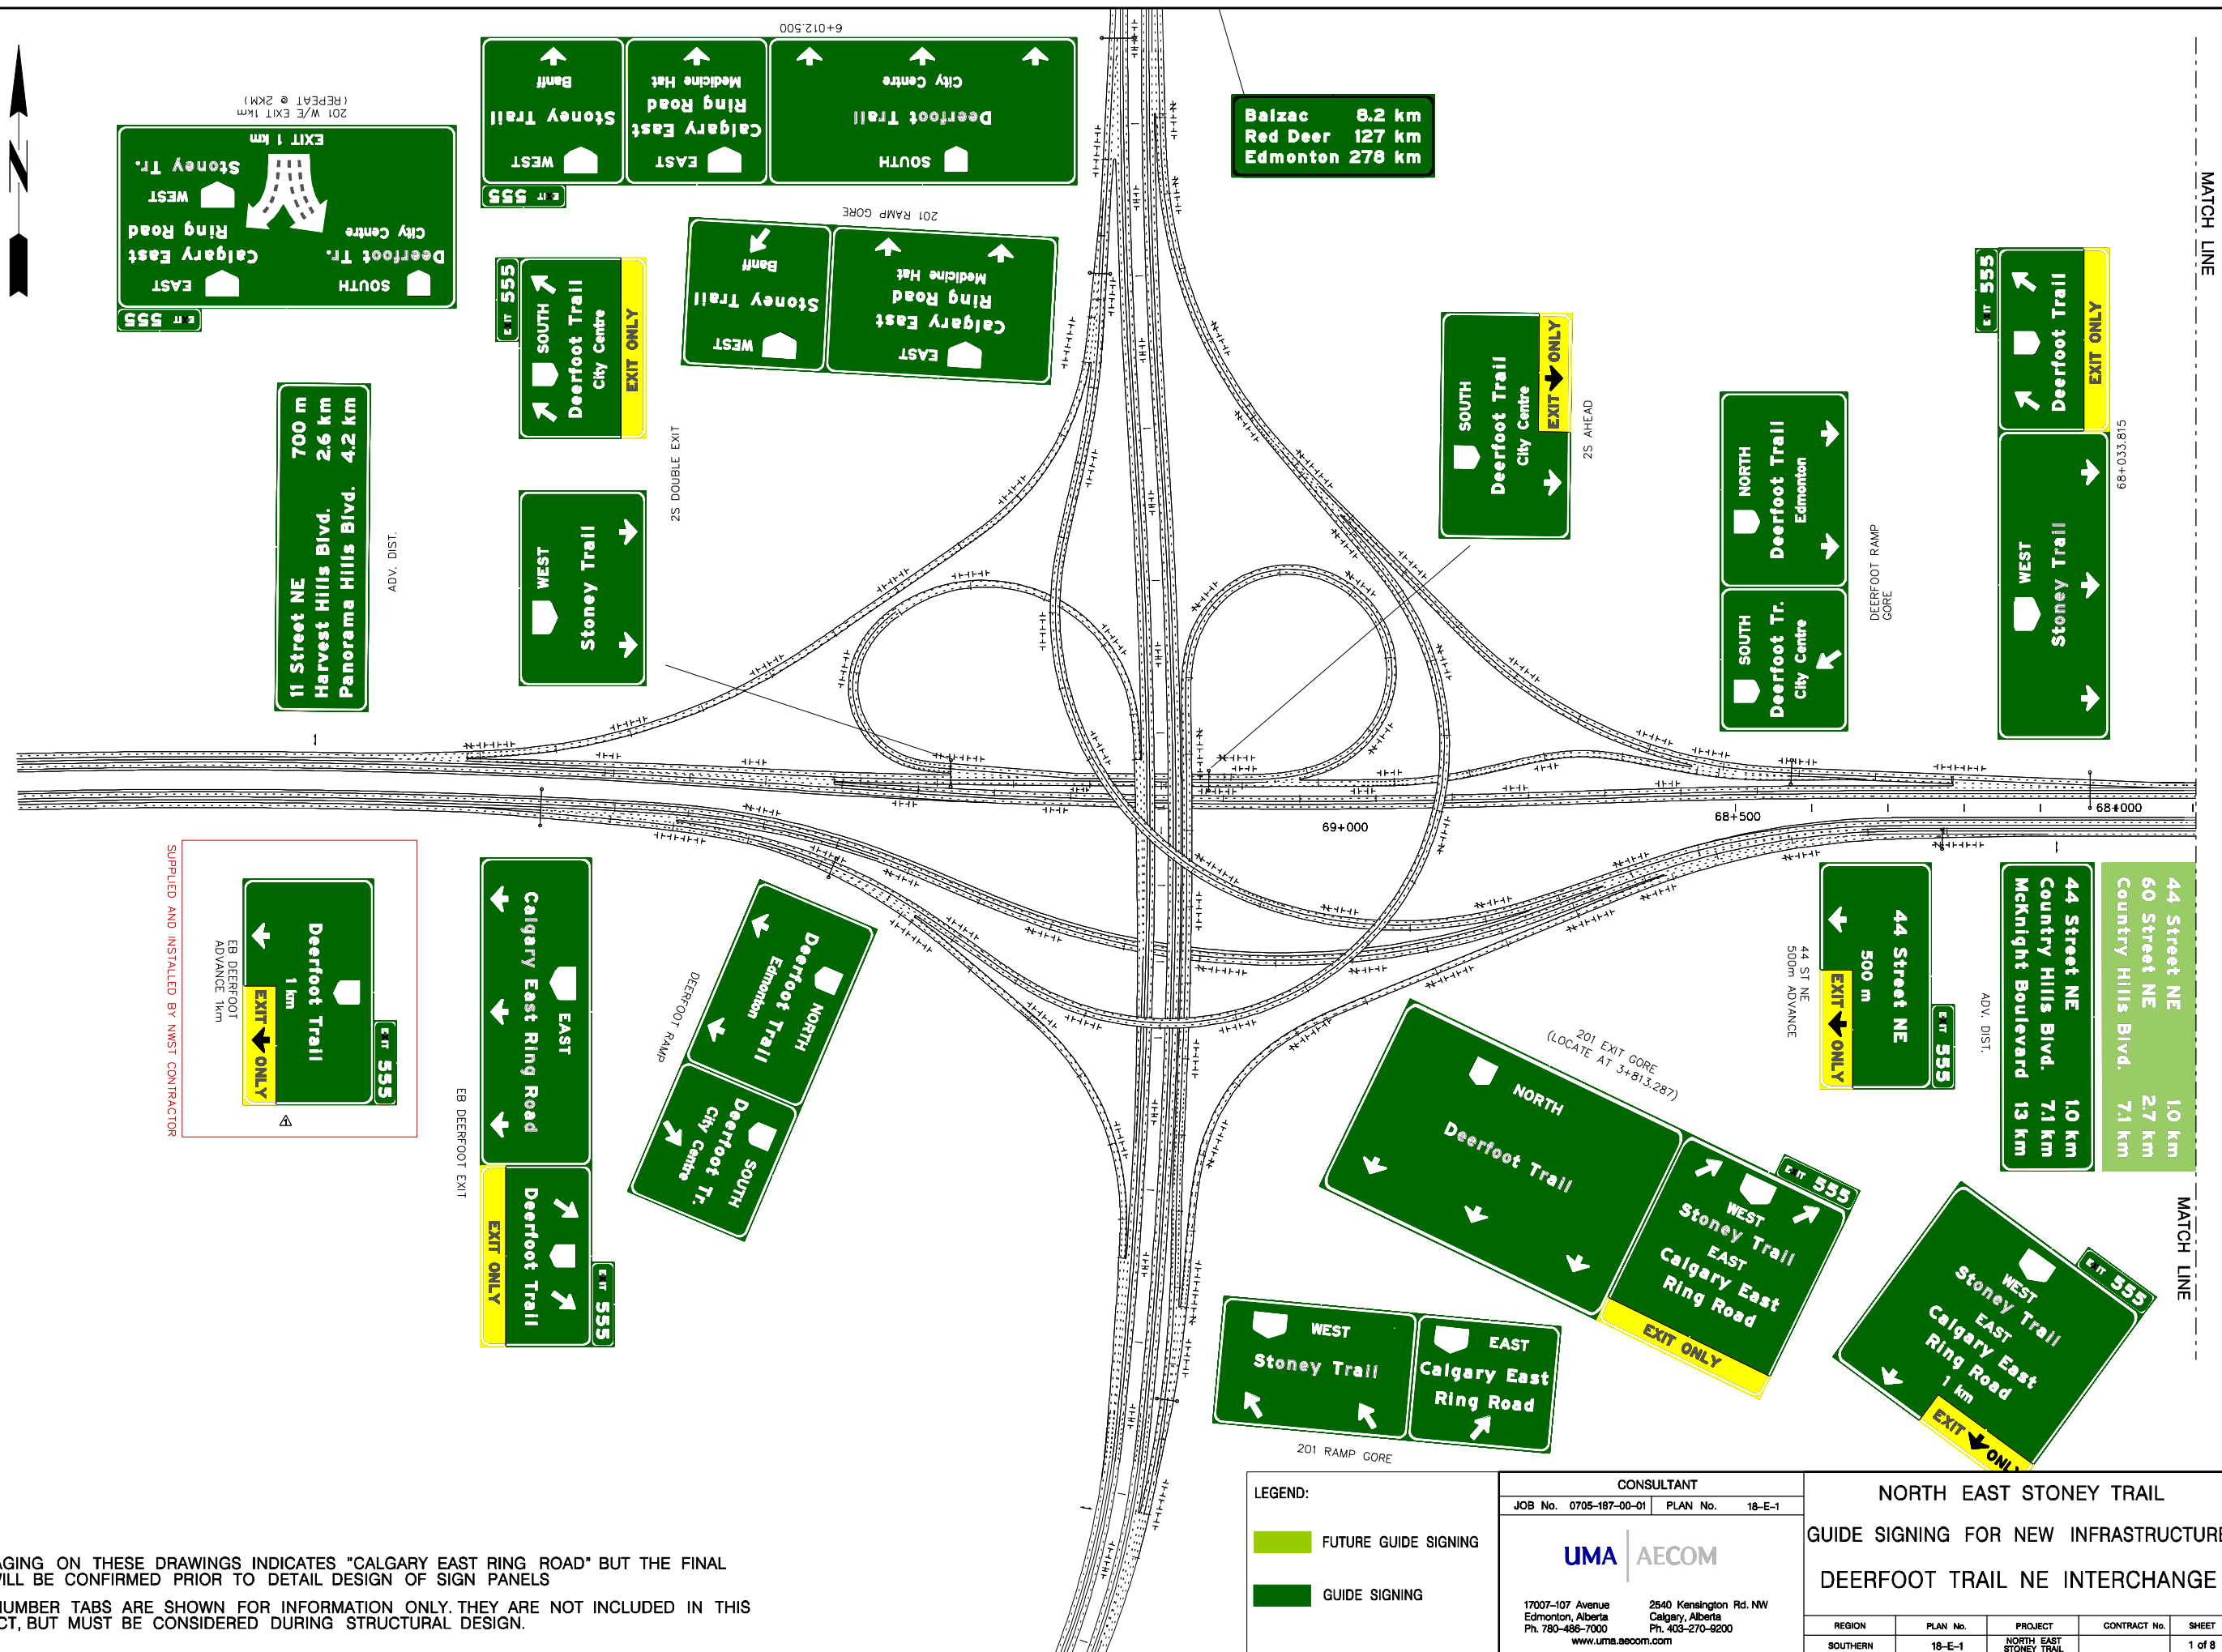 6+012.500
Banff
Stoney Trail
WEST
EXIT 555
Medicine Hat
Ring Road
Calgary East
EAST
City Centre
Deerfoot Trail
SOUTH
201 W/E EXIT 1km
(REPEAT @ 2KM)
EXIT 1 km
Stoney Tr.
WEST
Ring Road
Calgary East
EAST
City Centre
Deerfoot Tr.
SOUTH
EXIT 555
201 RAMP GORE
Banff
Stoney Trail
WEST
Medicine Hat
Ring Road
Calgary East
EAST
EXIT 555
SOUTH
Deerfoot Trail
City Centre
EXIT ONLY
2S DOUBLE EXIT
WEST
Stoney Trail
11 Street NE 700 m
Harvest Hills Blvd. 2.6 km
Panorama Hills Blvd. 4.2 km
ADV. DIST.
Balzac 8.2 km
Red Deer 127 km
Edmonton 278 km
SOUTH
Deerfoot Trail
City Centre
EXIT ONLY
2S AHEAD
NORTH
Deerfoot Trail
Edmonton
SOUTH
Deerfoot Tr.
City Centre
DEERFOOT RAMP
GORE
EXIT 555
Deerfoot Trail
EXIT ONLY
WEST
Stoney Trail
68+033.815
MATCH LINE
69+000
68+500
68+000
SUPPLIED AND INSTALLED BY NWST CONTRACTOR
EXIT 555
Deerfoot Trail
1 km
EXIT ONLY
EB DEERFOOT
ADVANCE 1km
EAST
Calgary East Ring Road
EXIT 555
Deerfoot Trail
EXIT ONLY
EB DEERFOOT EXIT
NORTH
Deerfoot Trail
Edmonton
SOUTH
Deerfoot Tr.
City Centre
DEERFOOT RAMP
201 EXIT GORE
(LOCATE AT 3+813.287)
NORTH
Deerfoot Trail
EXIT 555
WEST
Stoney Trail
EAST
Calgary East
Ring Road
EXIT ONLY
WEST
Stoney Trail
EAST
Calgary East
Ring Road
201 RAMP GORE
EXIT 555
WEST
Stoney Trail
EAST
Calgary East
Ring Road
1 km
EXIT ONLY
EXIT 555
44 Street NE
500 m
EXIT ONLY
44 ST NE
500m ADVANCE
44 Street NE 1.0 km
Country Hills Blvd. 7.1 km
McKnight Boulevard 13 km
ADV. DIST.
44 Street NE 1.0 km
60 Street NE 2.7 km
Country Hills Blvd. 7.1 km
MATCH LINE
AGING ON THESE DRAWINGS INDICATES "CALGARY EAST RING ROAD" BUT THE FINAL
WILL BE CONFIRMED PRIOR TO DETAIL DESIGN OF SIGN PANELS
NUMBER TABS ARE SHOWN FOR INFORMATION ONLY. THEY ARE NOT INCLUDED IN THIS
CT, BUT MUST BE CONSIDERED DURING STRUCTURAL DESIGN.
LEGEND:
FUTURE GUIDE SIGNING
GUIDE SIGNING
CONSULTANT
JOB No. 0705-187-00-01 PLAN No. 18-E-1
UMA AECOM
17007-107 Avenue
Edmonton, Alberta
Ph. 780-486-7000
2540 Kensington Rd. NW
Calgary, Alberta
Ph. 403-270-9200
www.uma.aecom.com
NORTH EAST STONEY TRAIL
GUIDE SIGNING FOR NEW INFRASTRUCTURE
DEERFOOT TRAIL NE INTERCHANGE
REGION PLAN No. PROJECT CONTRACT No. SHEET
SOUTHERN 18-E-1 NORTH EAST STONEY TRAIL 1 of 8